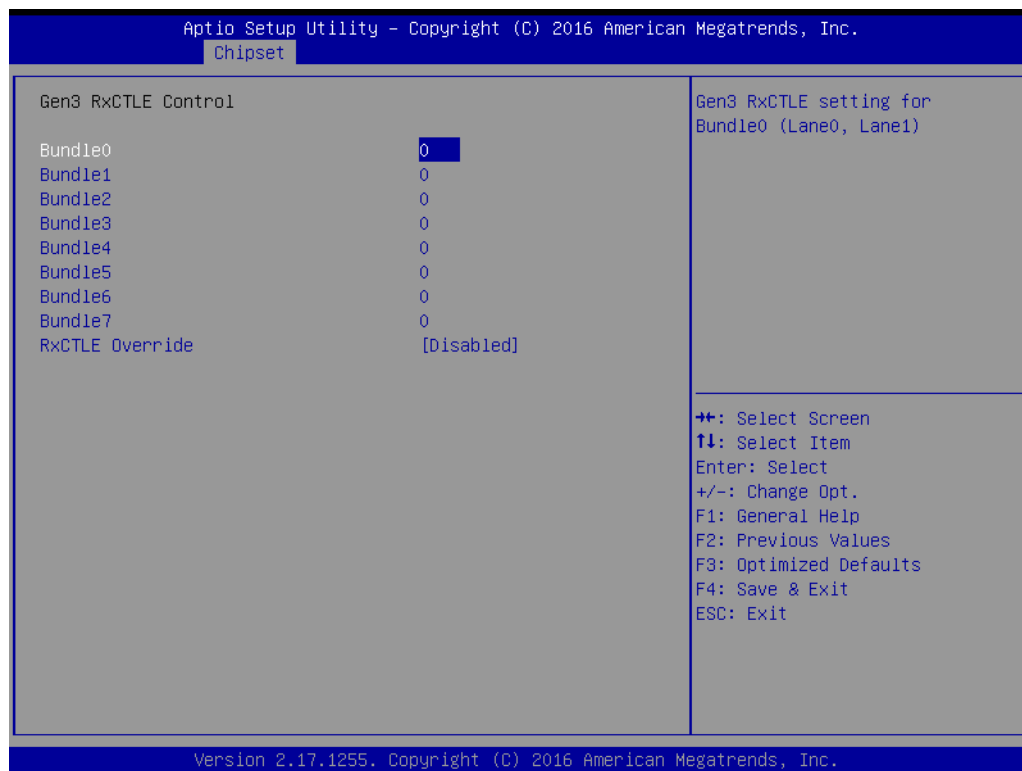 Aptio Setup Utility – Copyright (C) 2016 American Megatrends, Inc.
Chipset
Gen3 RxCTLE Control
Bundle0 0
Bundle1 0
Bundle2 0
Bundle3 0
Bundle4 0
Bundle5 0
Bundle6 0
Bundle7 0
RxCTLE Override [Disabled]
Gen3 RxCTLE setting for
Bundle0 (Lane0, Lane1)
→←: Select Screen
↑↓: Select Item
Enter: Select
+/-: Change Opt.
F1: General Help
F2: Previous Values
F3: Optimized Defaults
F4: Save & Exit
ESC: Exit
Version 2.17.1255. Copyright (C) 2016 American Megatrends, Inc.